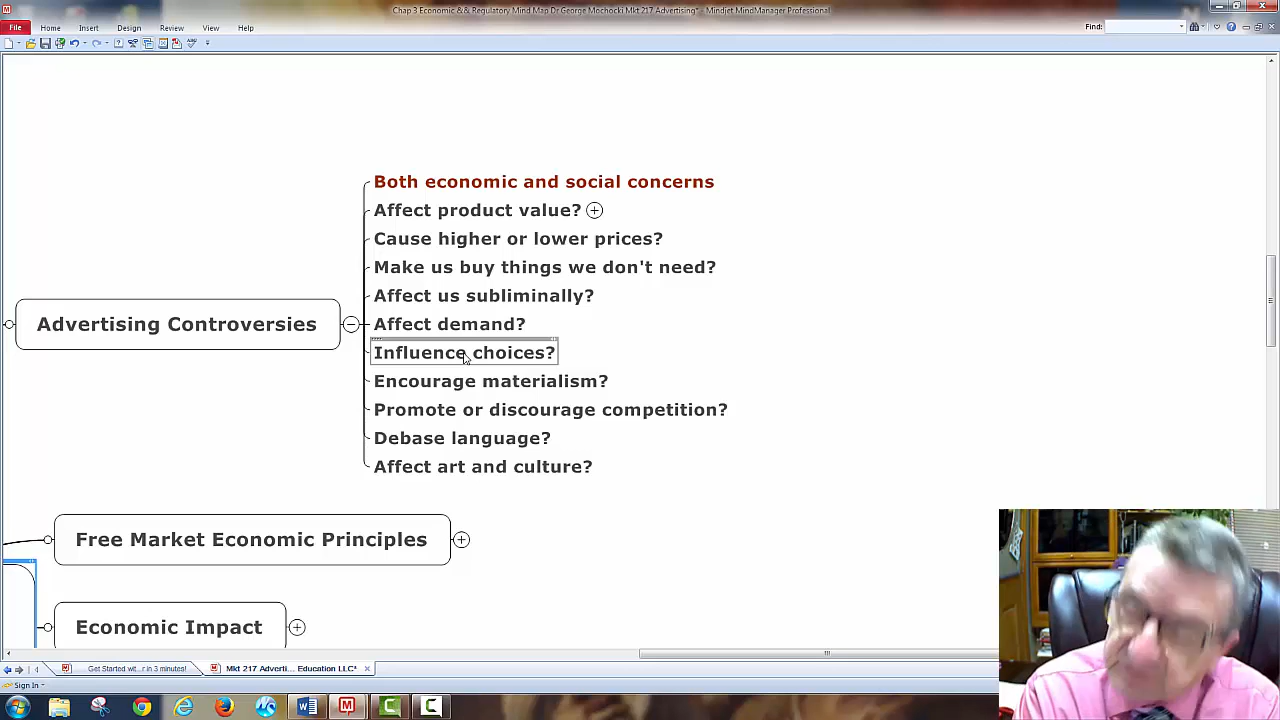 Chap 3 Economic & & Regulatory Mind Map Dr George Mochocki Mkt 217 Advertising* - Mindjet MindManager Professional
File Home Insert Design Review View Help
Find:
Both economic and social concerns
Affect product value?
Cause higher or lower prices?
Make us buy things we don't need?
Affect us subliminally?
Advertising Controversies
Affect demand?
Influence choices?
Encourage materialism?
Promote or discourage competition?
Debase language?
Affect art and culture?
Free Market Economic Principles
Economic Impact
Get Started wit...r in 3 minutes!
Mkt 217 Adverti... Education LLC*
Sign In